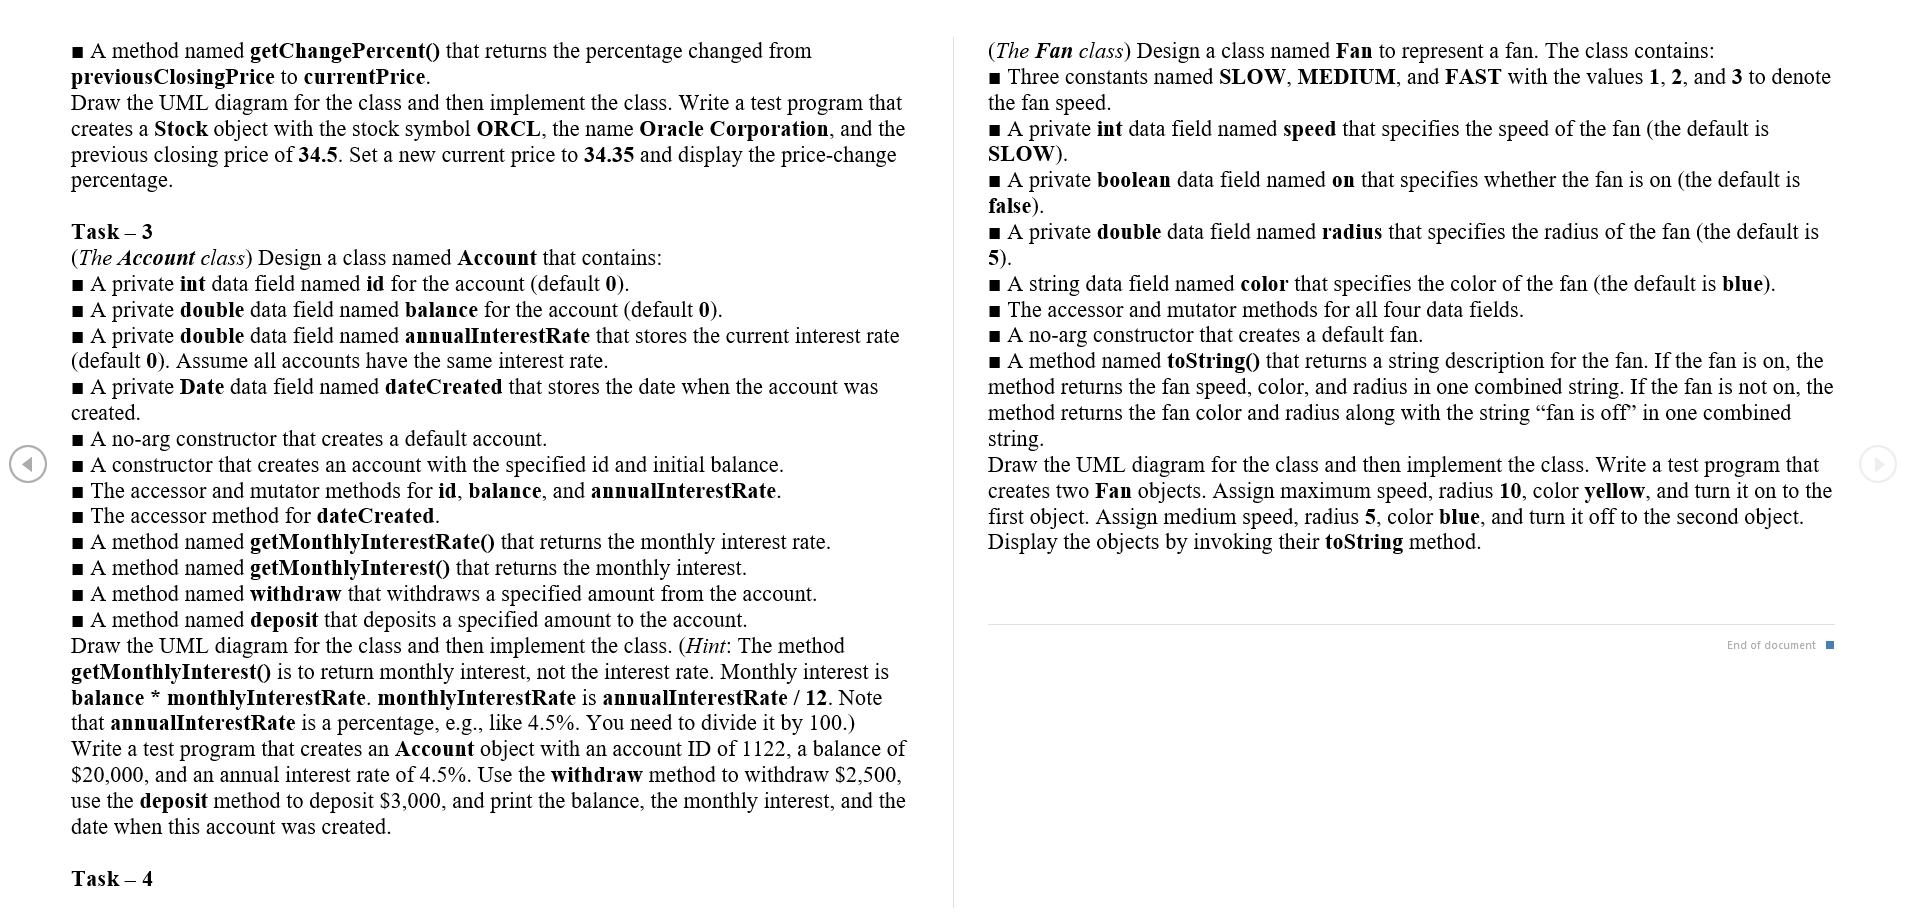 ■ A method named getChangePercent() that returns the percentage changed from
previousClosingPrice to currentPrice.
Draw the UML diagram for the class and then implement the class. Write a test program that
creates a Stock object with the stock symbol ORCL, the name Oracle Corporation, and the
previous closing price of 34.5. Set a new current price to 34.35 and display the price-change
percentage.
Task – 3
(The Account class) Design a class named Account that contains:
■ A private int data field named id for the account (default 0).
■ A private double data field named balance for the account (default 0).
■ A private double data field named annualInterestRate that stores the current interest rate
(default 0). Assume all accounts have the same interest rate.
■ A private Date data field named dateCreated that stores the date when the account was
created.
■ A no-arg constructor that creates a default account.
■ A constructor that creates an account with the specified id and initial balance.
■ The accessor and mutator methods for id, balance, and annualInterestRate.
■ The accessor method for dateCreated.
■ A method named getMonthlyInterestRate() that returns the monthly interest rate.
■ A method named getMonthlyInterest() that returns the monthly interest.
■ A method named withdraw that withdraws a specified amount from the account.
■ A method named deposit that deposits a specified amount to the account.
Draw the UML diagram for the class and then implement the class. (Hint: The method
getMonthlyInterest() is to return monthly interest, not the interest rate. Monthly interest is
balance * monthlyInterestRate. monthlyInterestRate is annualInterestRate / 12. Note
that annualInterestRate is a percentage, e.g., like 4.5%. You need to divide it by 100.)
Write a test program that creates an Account object with an account ID of 1122, a balance of
$20,000, and an annual interest rate of 4.5%. Use the withdraw method to withdraw $2,500,
use the deposit method to deposit $3,000, and print the balance, the monthly interest, and the
date when this account was created.
Task – 4
(The Fan class) Design a class named Fan to represent a fan. The class contains:
■ Three constants named SLOW, MEDIUM, and FAST with the values 1, 2, and 3 to denote
the fan speed.
■ A private int data field named speed that specifies the speed of the fan (the default is
SLOW).
■ A private boolean data field named on that specifies whether the fan is on (the default is
false).
■ A private double data field named radius that specifies the radius of the fan (the default is
5).
■ A string data field named color that specifies the color of the fan (the default is blue).
■ The accessor and mutator methods for all four data fields.
■ A no-arg constructor that creates a default fan.
■ A method named toString() that returns a string description for the fan. If the fan is on, the
method returns the fan speed, color, and radius in one combined string. If the fan is not on, the
method returns the fan color and radius along with the string “fan is off” in one combined
string.
Draw the UML diagram for the class and then implement the class. Write a test program that
creates two Fan objects. Assign maximum speed, radius 10, color yellow, and turn it on to the
first object. Assign medium speed, radius 5, color blue, and turn it off to the second object.
Display the objects by invoking their toString method.
End of document ■